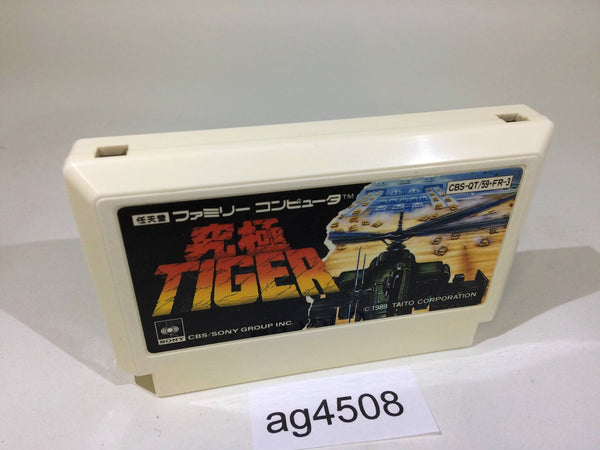 任天堂 ファミリー コンピュータ™
CBS-QT/59・FR-3
究極
TIGER
©1989 TAITO CORPORATION
SONY CBS/SONY GROUP INC.
ag4508